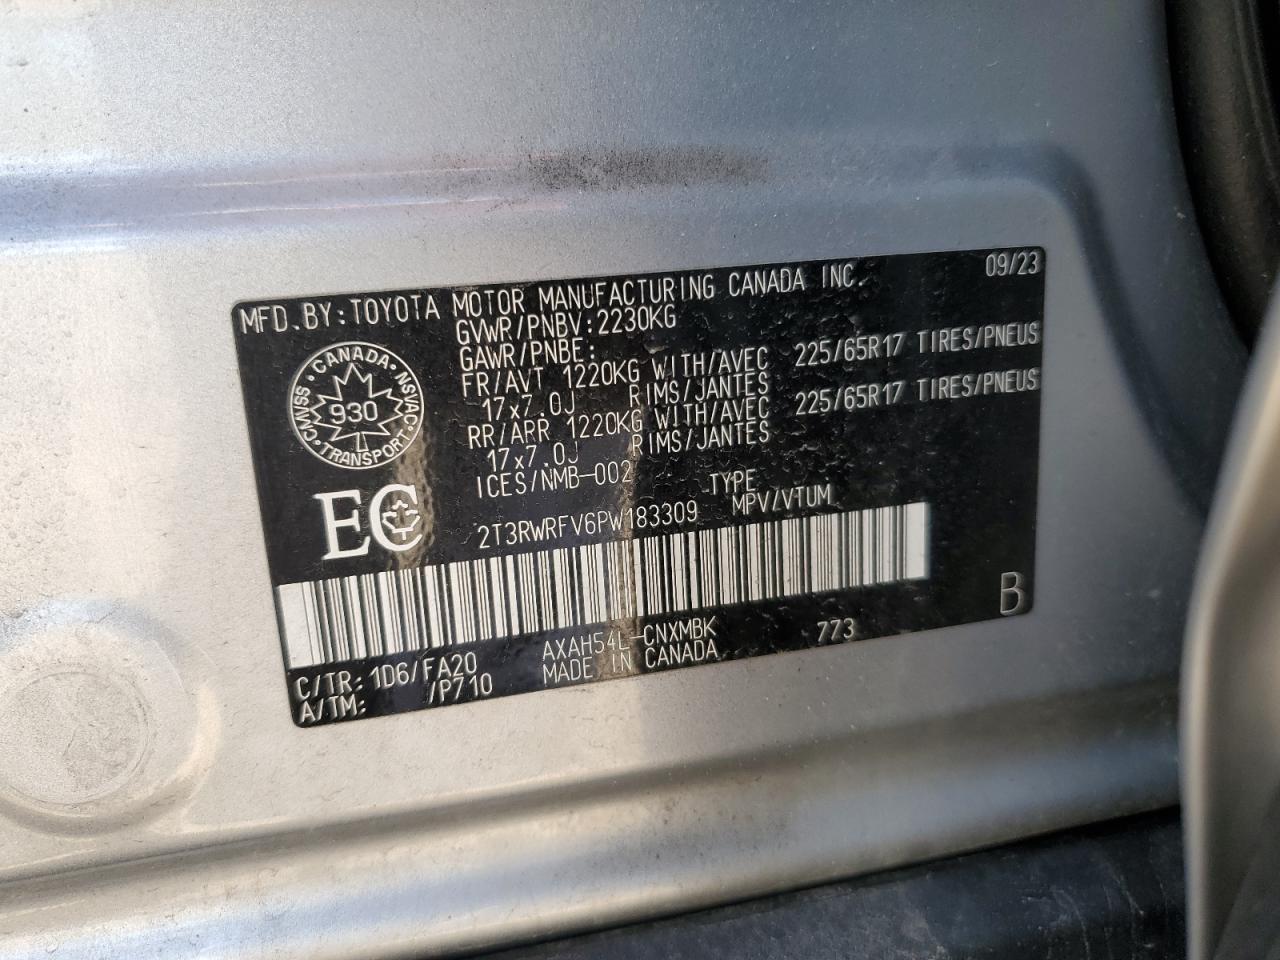 MFD.BY:TOYOTA MOTOR MANUFACTURING CANADA INC. 09/23
GVWR/PNBV:2230KG
GAWR/PNBE:
FR/AVT 1220KG WITH/AVEC 225/65R17 TIRES/PNEUS
17x7.0J RIMS/JANTES
RR/ARR 1220KG WITH/AVEC 225/65R17 TIRES/PNEUS
17x7.0J RIMS/JANTES
ICES/NMB-002 TYPE
MPV/VTUM
CANADA
CMVSS · NSVAC
930
TRANSPORT
EC
2T3RWRFV6PW183309
B
C/TR: 1D6/FA20 AXAH54L-CNXMBK 773
A/TM: /P710 MADE IN CANADA